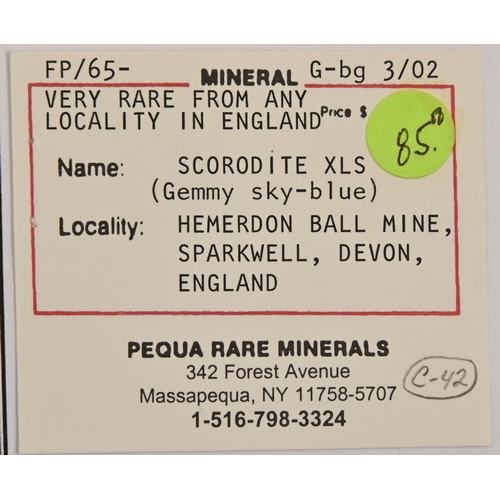 FP/65- MINERAL G-bg 3/02
VERY RARE FROM ANY
LOCALITY IN ENGLAND Price $ 85.00
Name: SCORODITE XLS
(Gemmy sky-blue)
Locality: HEMERDON BALL MINE,
SPARKWELL, DEVON,
ENGLAND
PEQUA RARE MINERALS
342 Forest Avenue
Massapequa, NY 11758-5707
1-516-798-3324
C-42